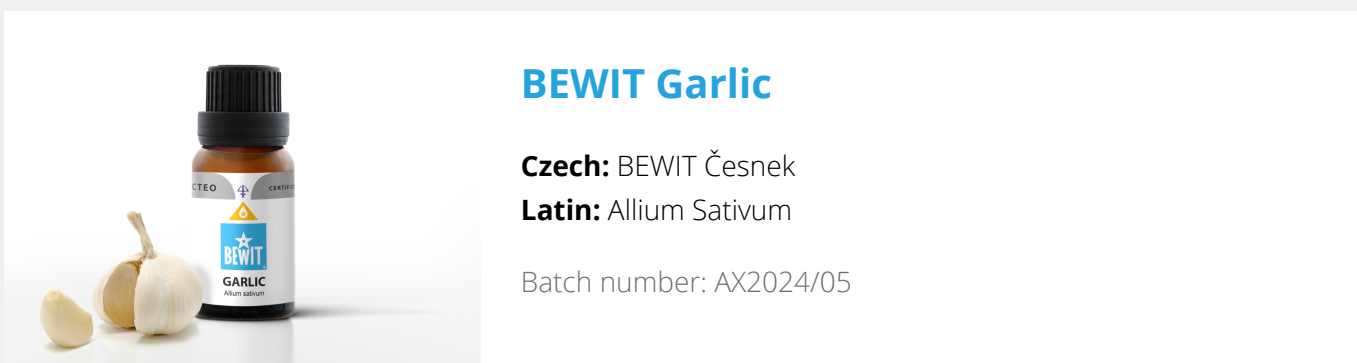 BEWIT Garlic
Czech: BEWIT Česnek
Latin: Allium Sativum
Batch number: AX2024/05
CTEO
CERTIFI
BEWIT
GARLIC
Allium sativum